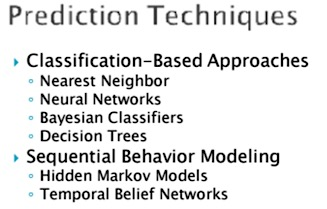 Prediction Techniques
Classification-Based Approaches
Nearest Neighbor
Neural Networks
Bayesian Classifiers
Decision Trees
Sequential Behavior Modeling
Hidden Markov Models
Temporal Belief Networks